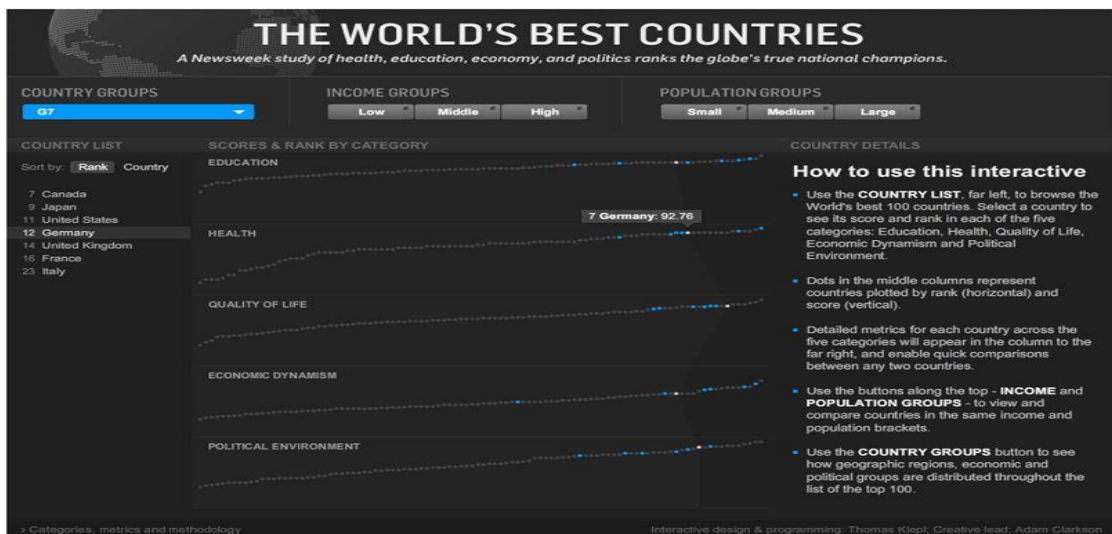 THE WORLD'S BEST COUNTRIES
A Newsweek study of health, education, economy, and politics ranks the globe's true national champions.
COUNTRY GROUPS
G7
INCOME GROUPS
Low Middle High
POPULATION GROUPS
Small Medium Large
COUNTRY LIST
Sort by: Rank Country
7 Canada
9 Japan
11 United States
12 Germany
14 United Kingdom
16 France
23 Italy
SCORES & RANK BY CATEGORY
EDUCATION
7 Germany: 92.76
HEALTH
QUALITY OF LIFE
ECONOMIC DYNAMISM
POLITICAL ENVIRONMENT
COUNTRY DETAILS
How to use this interactive
Use the COUNTRY LIST, far left, to browse the
World's best 100 countries. Select a country to
see its score and rank in each of the five
categories: Education, Health, Quality of Life,
Economic Dynamism and Political
Environment.
Dots in the middle columns represent
countries plotted by rank (horizontal) and
score (vertical).
Detailed metrics for each country across the
five categories will appear in the column to the
far right, and enable quick comparisons
between any two countries.
Use the buttons along the top - INCOME and
POPULATION GROUPS - to view and
compare countries in the same income and
population brackets.
Use the COUNTRY GROUPS button to see
how geographic regions, economic and
political groups are distributed throughout the
list of the top 100.
> Categories, metrics and methodology
Interactive design & programming: Thomas Klepl; Creative lead: Adam Clarkson